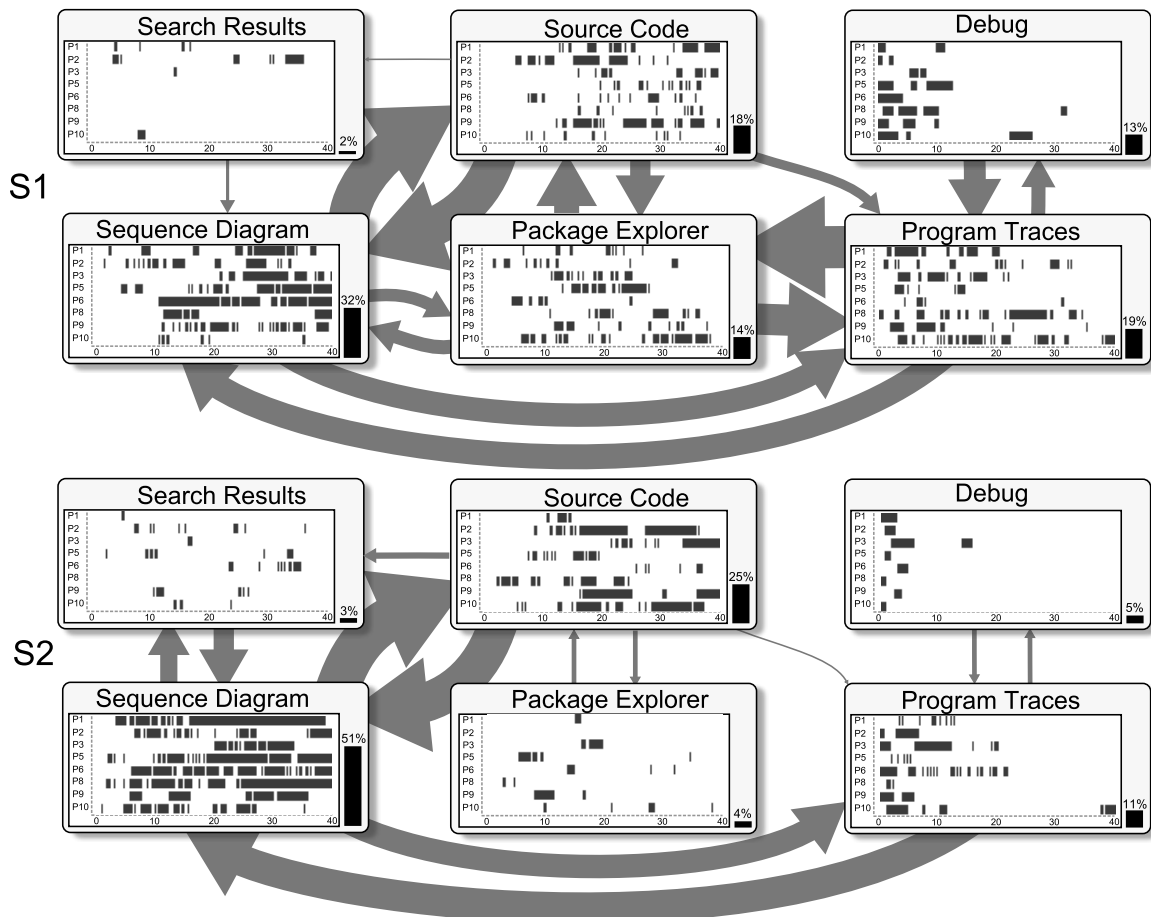 Search Results
P1
P2
P3
P5
P6
P8
P9
P10
0 10 20 30 40
2%
Source Code
P1
P2
P3
P5
P6
P8
P9
P10
0 10 20 30 40
18%
Debug
P1
P2
P3
P5
P6
P8
P9
P10
0 10 20 30 40
13%
S1
Sequence Diagram
P1
P2
P3
P5
P6
P8
P9
P10
0 10 20 30 40
32%
Package Explorer
P1
P2
P3
P5
P6
P8
P9
P10
0 10 20 30 40
14%
Program Traces
P1
P2
P3
P5
P6
P8
P9
P10
0 10 20 30 40
19%
Search Results
P1
P2
P3
P5
P6
P8
P9
P10
0 10 20 30 40
3%
Source Code
P1
P2
P3
P5
P6
P8
P9
P10
0 10 20 30 40
25%
Debug
P1
P2
P3
P5
P6
P8
P9
P10
0 10 20 30 40
5%
S2
Sequence Diagram
P1
P2
P3
P5
P6
P8
P9
P10
0 10 20 30 40
51%
Package Explorer
P1
P2
P3
P5
P6
P8
P9
P10
0 10 20 30 40
4%
Program Traces
P1
P2
P3
P5
P6
P8
P9
P10
0 10 20 30 40
11%